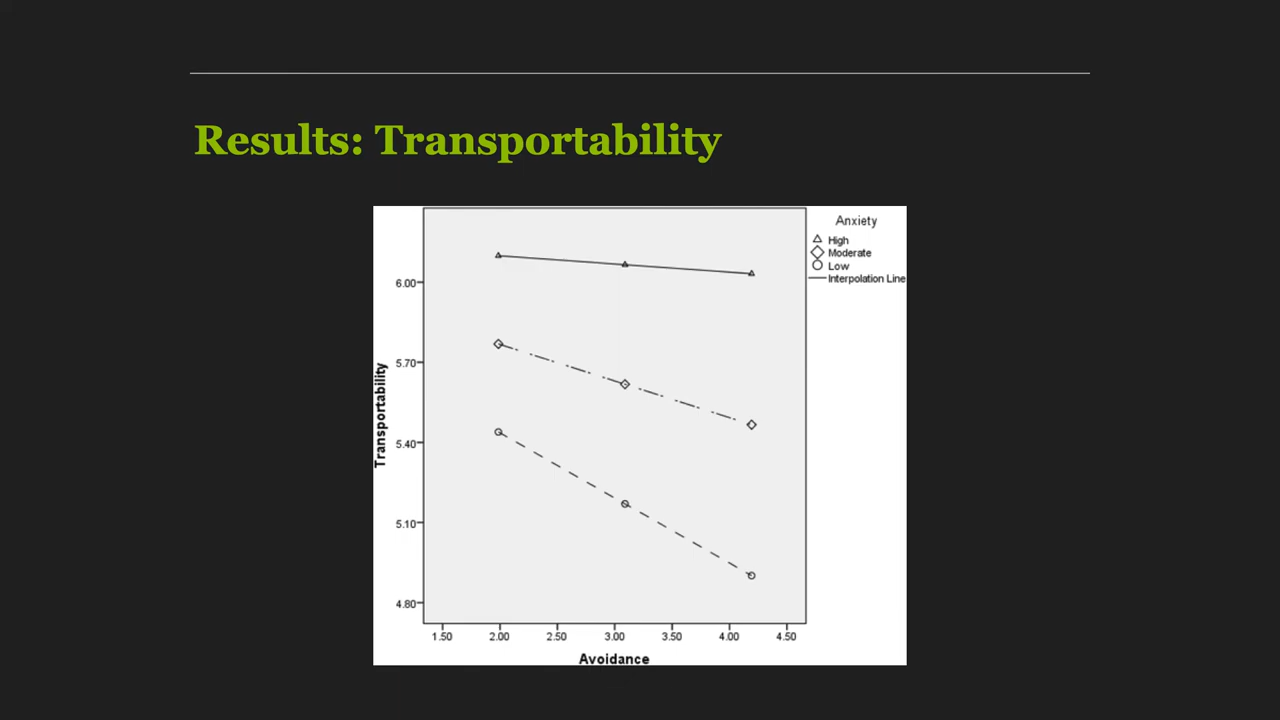 Results: Transportability
Anxiety
High
Moderate
Low
Interpolation Line
6.00
5.70
5.40
5.10
4.80
Transportability
1.50 2.00 2.50 3.00 3.50 4.00 4.50
Avoidance